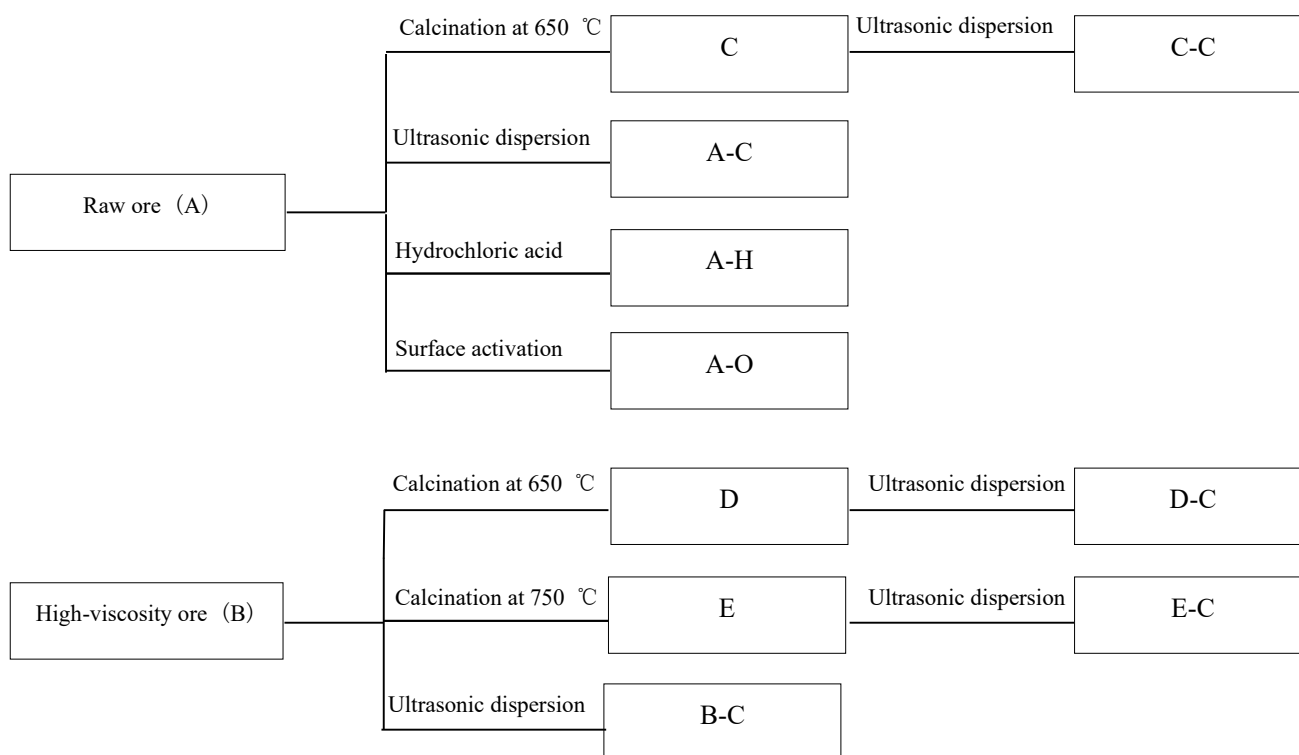 Calcination at 650 ℃
C
Ultrasonic dispersion
C-C
Ultrasonic dispersion
A-C
Raw ore（A）
Hydrochloric acid
A-H
Surface activation
A-O
Calcination at 650 ℃
D
Ultrasonic dispersion
D-C
High-viscosity ore（B）
Calcination at 750 ℃
E
Ultrasonic dispersion
E-C
Ultrasonic dispersion
B-C